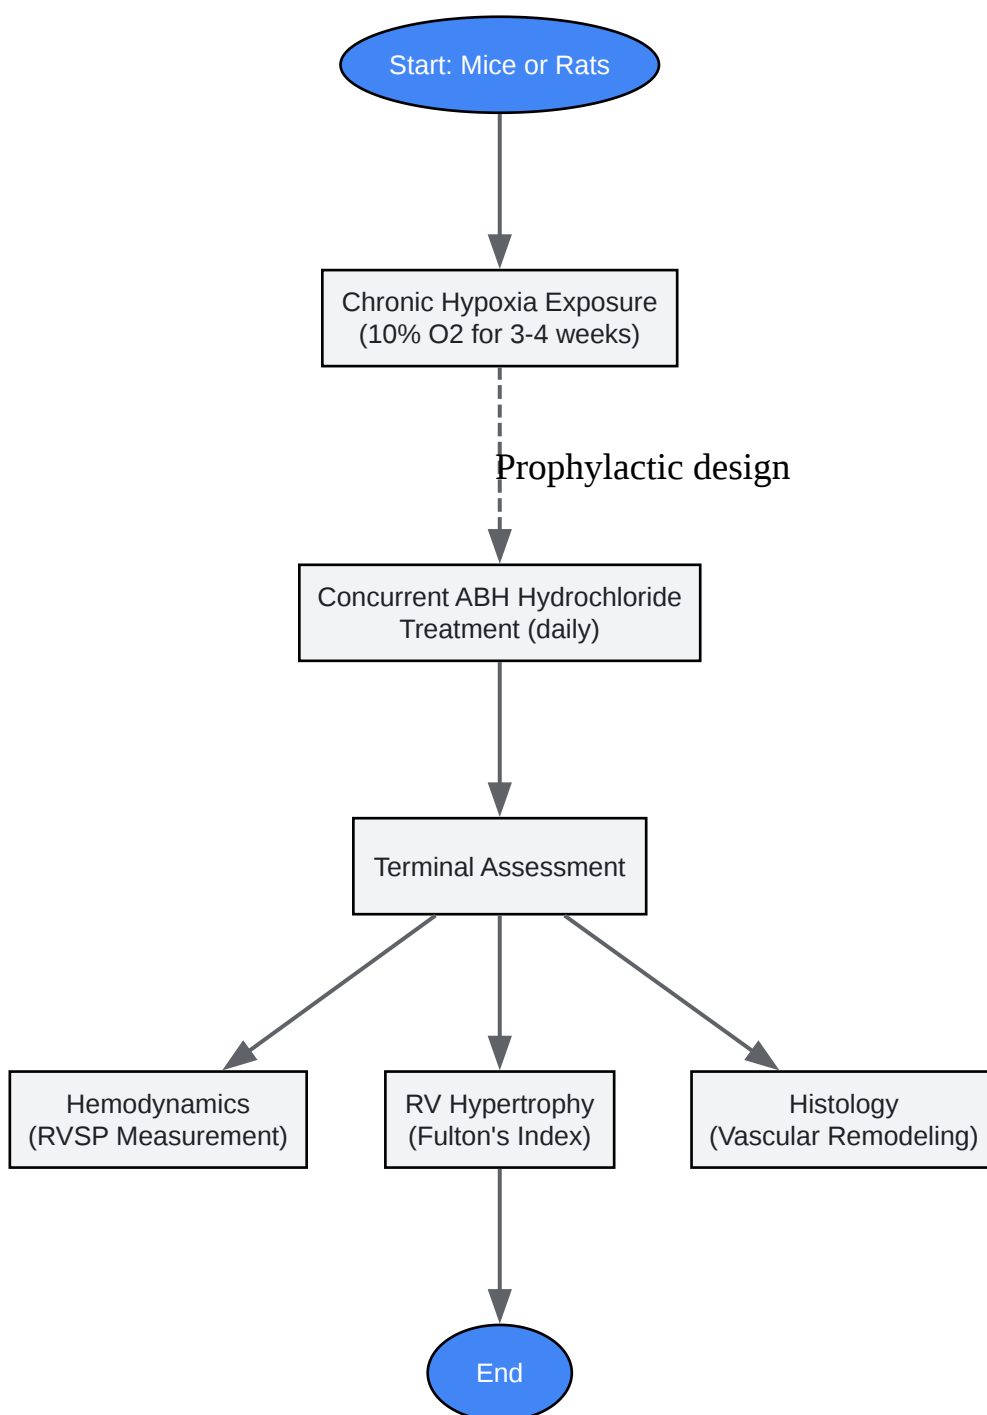 Start: Mice or Rats
Chronic Hypoxia Exposure
(10% O2 for 3-4 weeks)
Prophylactic design
Concurrent ABH Hydrochloride
Treatment (daily)
Terminal Assessment
Hemodynamics
(RVSP Measurement)
RV Hypertrophy
(Fulton's Index)
Histology
(Vascular Remodeling)
End